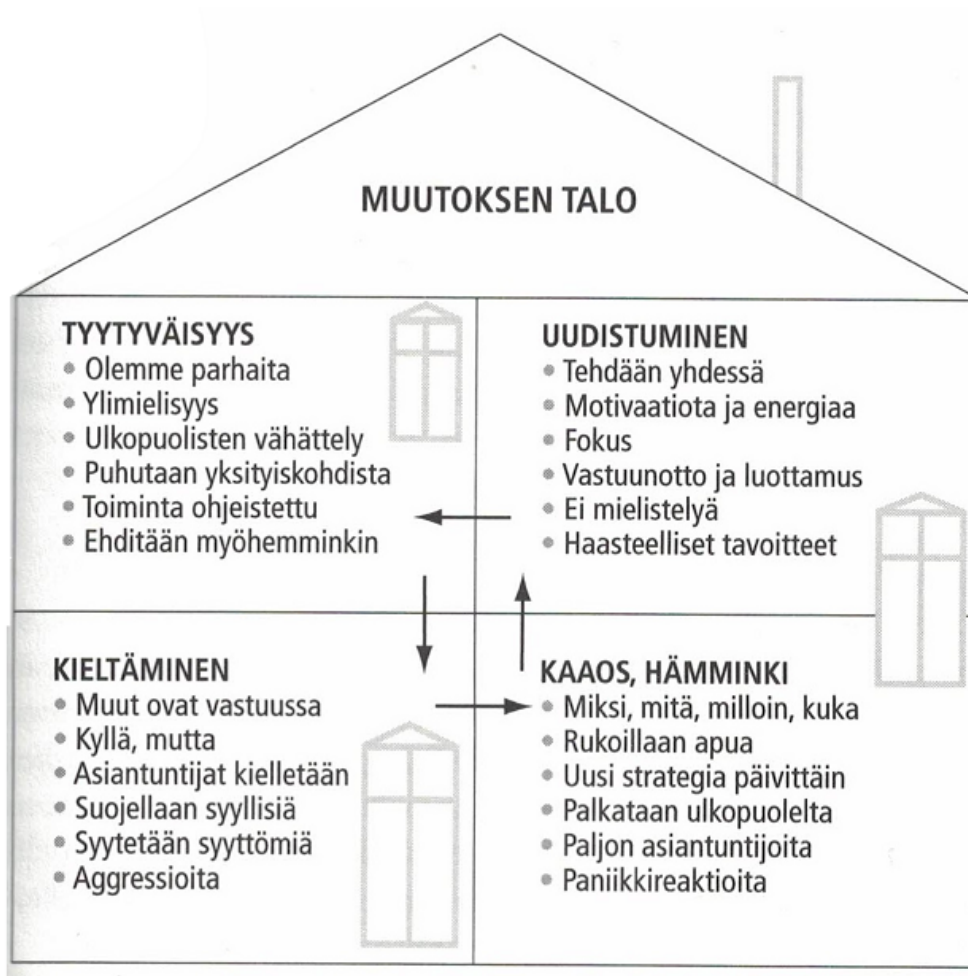 MUUTOKSEN TALO
TYYTYVÄISYYS
• Olemme parhaita
• Ylimielisyys
• Ulkopuolisten vähättely
• Puhutaan yksityiskohdista
• Toiminta ohjeistettu
• Ehditään myöhemminkin
UUDISTUMINEN
• Tehdään yhdessä
• Motivaatiota ja energiaa
• Fokus
• Vastuunotto ja luottamus
• Ei mielistelyä
• Haasteelliset tavoitteet
KIELTÄMINEN
• Muut ovat vastuussa
• Kyllä, mutta
• Asiantuntijat kielletään
• Suojellaan syyllisiä
• Syytetään syyttömiä
• Aggressioita
KAAOS, HÄMMINKI
• Miksi, mitä, milloin, kuka
• Rukoillaan apua
• Uusi strategia päivittäin
• Palkataan ulkopuolelta
• Paljon asiantuntijoita
• Paniikkireaktioita